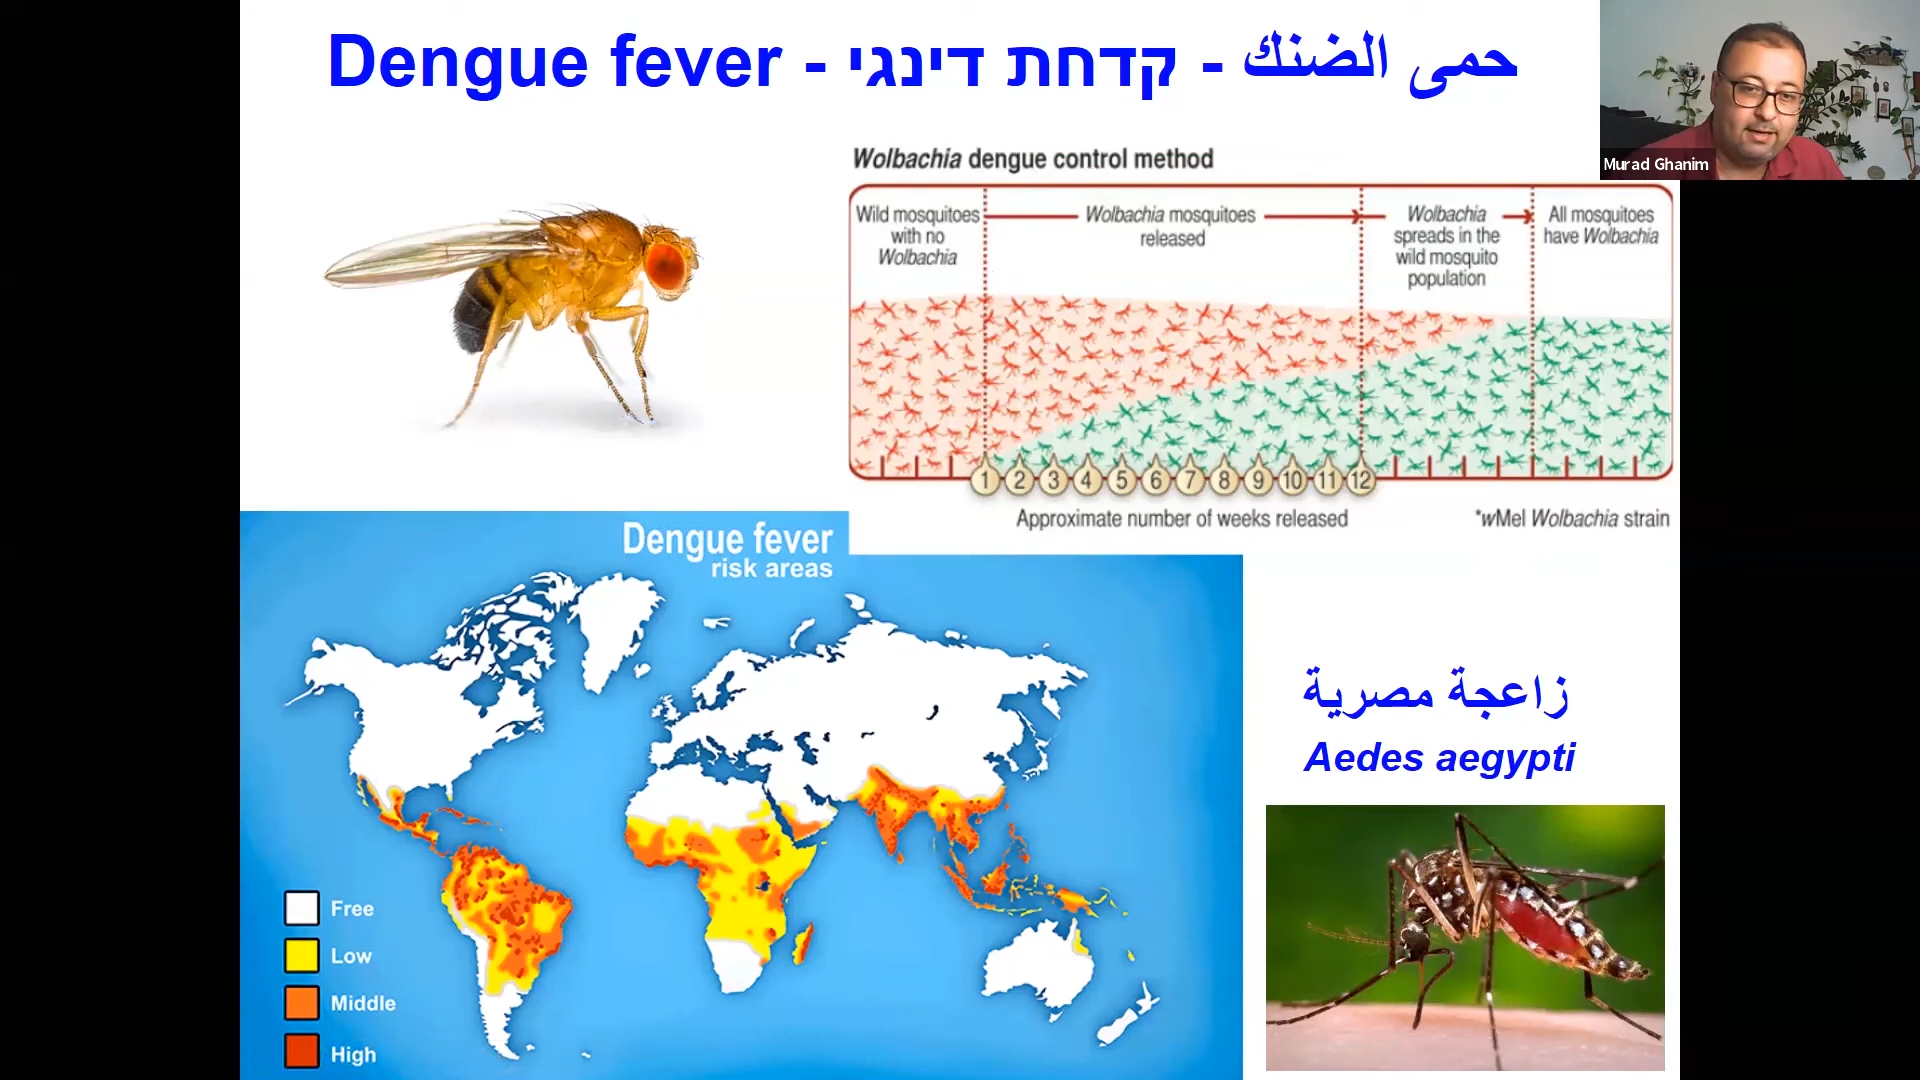 Dengue fever - קדחת דינגי - حمى الضنك
Murad Ghanim
Wolbachia dengue control method
Wild mosquitoes
with no
Wolbachia
Wolbachia mosquitoes
released
Wolbachia
spreads in the
wild mosquito
population
All mosquitoes
have Wolbachia
1 2 3 4 5 6 7 8 9 10 11 12
Approximate number of weeks released
*wMel Wolbachia strain
Dengue fever
risk areas
Free
Low
Middle
High
زاعجة مصرية
Aedes aegypti